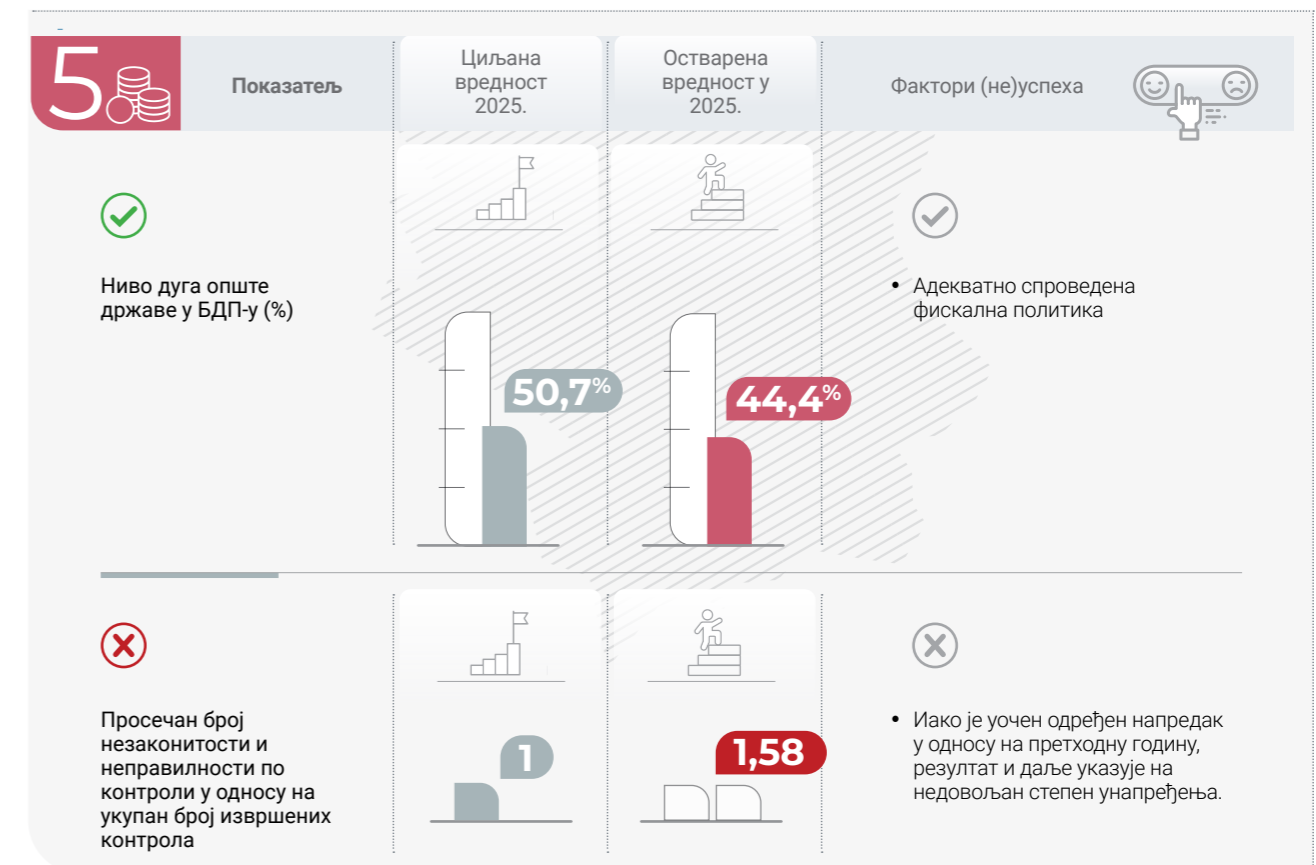 5
Показатељ
Циљана
вредност
2025.
Остварена
вредност у
2025.
Фактори (не)успеха
Ниво дуга опште
државе у БДП-у (%)
50,7%
44,4%
• Адекватно спроведена
фискална политика
Просечан број
незаконитости и
неправилности по
контроли у односу на
укупан број извршених
контрола
1
1,58
• Иако је уочен одређен напредак
у односу на претходну годину,
резултат и даље указује на
недовољан степен унапређења.